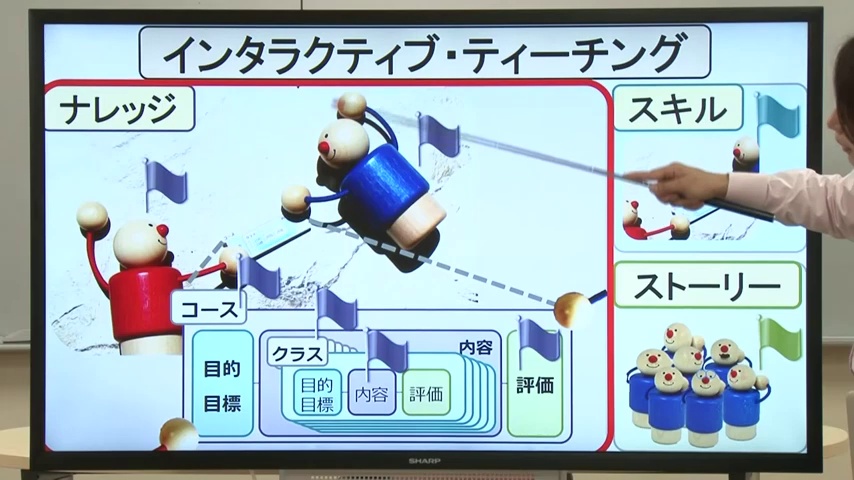 インタラクティブ・ティーチング
ナレッジ
スキル
ストーリー
コース
目的
目標
クラス
内容
目的
目標
内容
評価
評価
SHARP